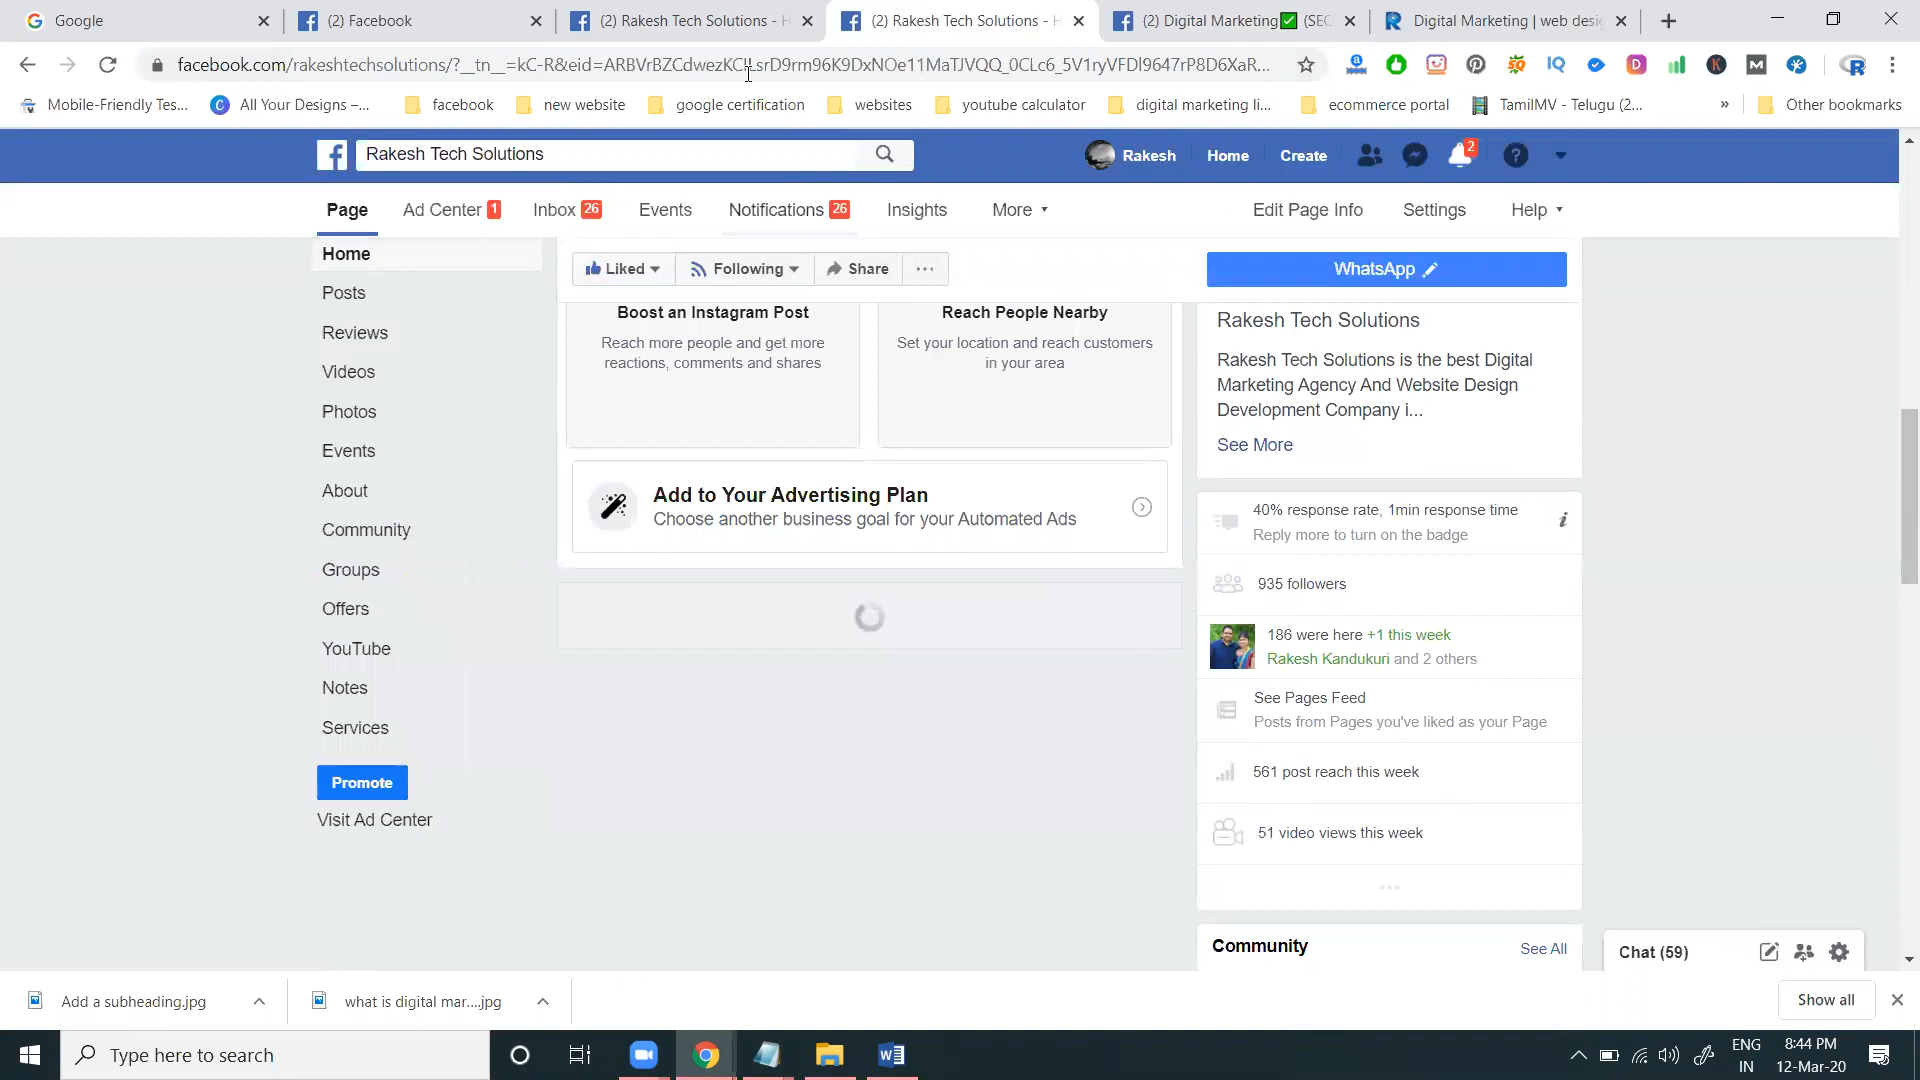 Google
(2) Facebook
(2) Rakesh Tech Solutions - H
(2) Rakesh Tech Solutions - H
(2) Digital Marketing✅ (SEC
Digital Marketing | web desi
facebook.com/rakeshtechsolutions/?__tn__=kC-R&eid=
Mobile-Friendly Tes...
All Your Designs –...
facebook
new website
google certification
websites
youtube calculator
digital marketing li...
ecommerce portal
TamilMV - Telugu (2...
»
Other bookmarks
Rakesh Tech Solutions
Rakesh
Home
Create
2
Page
Ad Center 1
Inbox 26
Events
Notifications 26
Insights
More
Edit Page Info
Settings
Help
Home
Posts
Reviews
Videos
Photos
Events
About
Community
Groups
Offers
YouTube
Notes
Services
Promote
Visit Ad Center
Liked
Following
Share
...
WhatsApp
Boost an Instagram Post
Reach more people and get more
reactions, comments and shares
Reach People Nearby
Set your location and reach customers
in your area
Add to Your Advertising Plan
Choose another business goal for your Automated Ads
Rakesh Tech Solutions
Rakesh Tech Solutions is the best Digital
Marketing Agency And Website Design
Development Company i...
See More
40% response rate, 1min response time
Reply more to turn on the badge
935 followers
186 were here +1 this week
Rakesh Kandukuri and 2 others
See Pages Feed
Posts from Pages you've liked as your Page
561 post reach this week
51 video views this week
Community
See All
Chat (59)
Add a subheading.jpg
what is digital mar....jpg
Show all
Type here to search
ENG
IN
8:44 PM
12-Mar-20